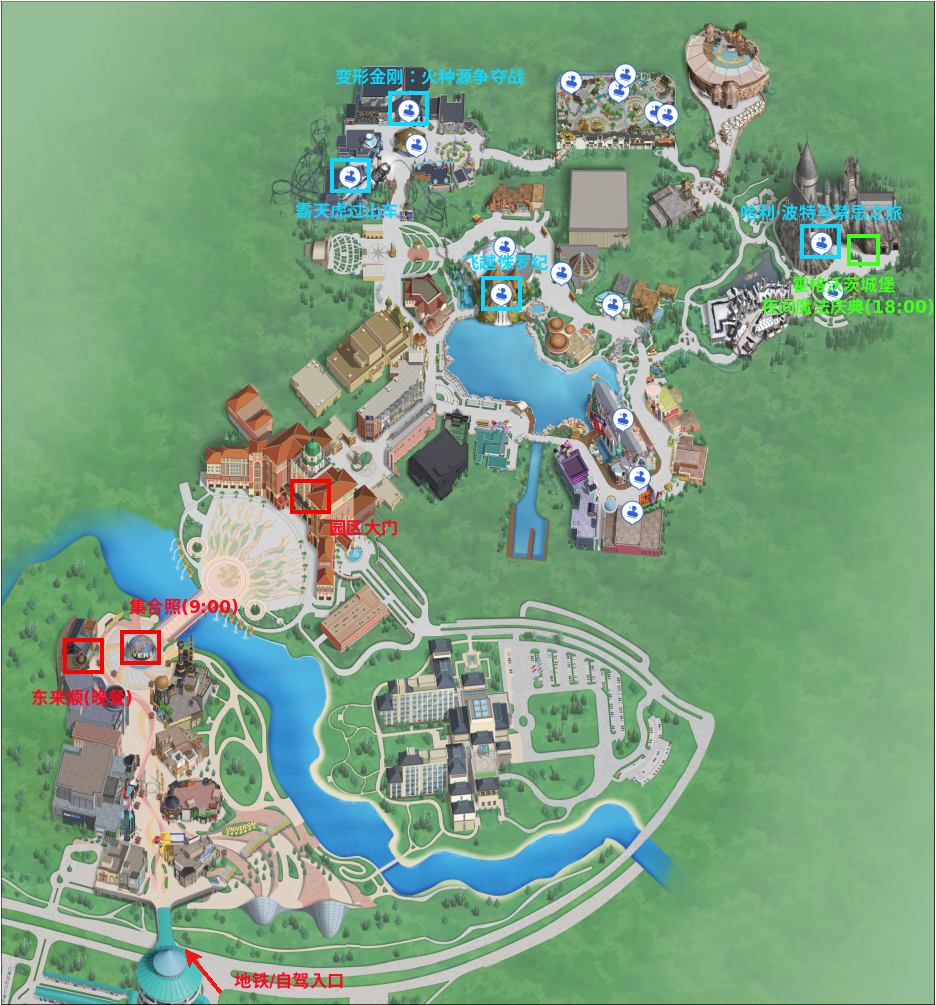 变形金刚：火种源争夺战
霸天虎过山车
哈利·波特与禁忌之旅
飞越侏罗纪
霍格沃茨城堡
夜间魔法庆典(18:00)
园区大门
集合照(9:00)
东来顺(晚餐)
UNIVERSAL
地铁/自驾入口